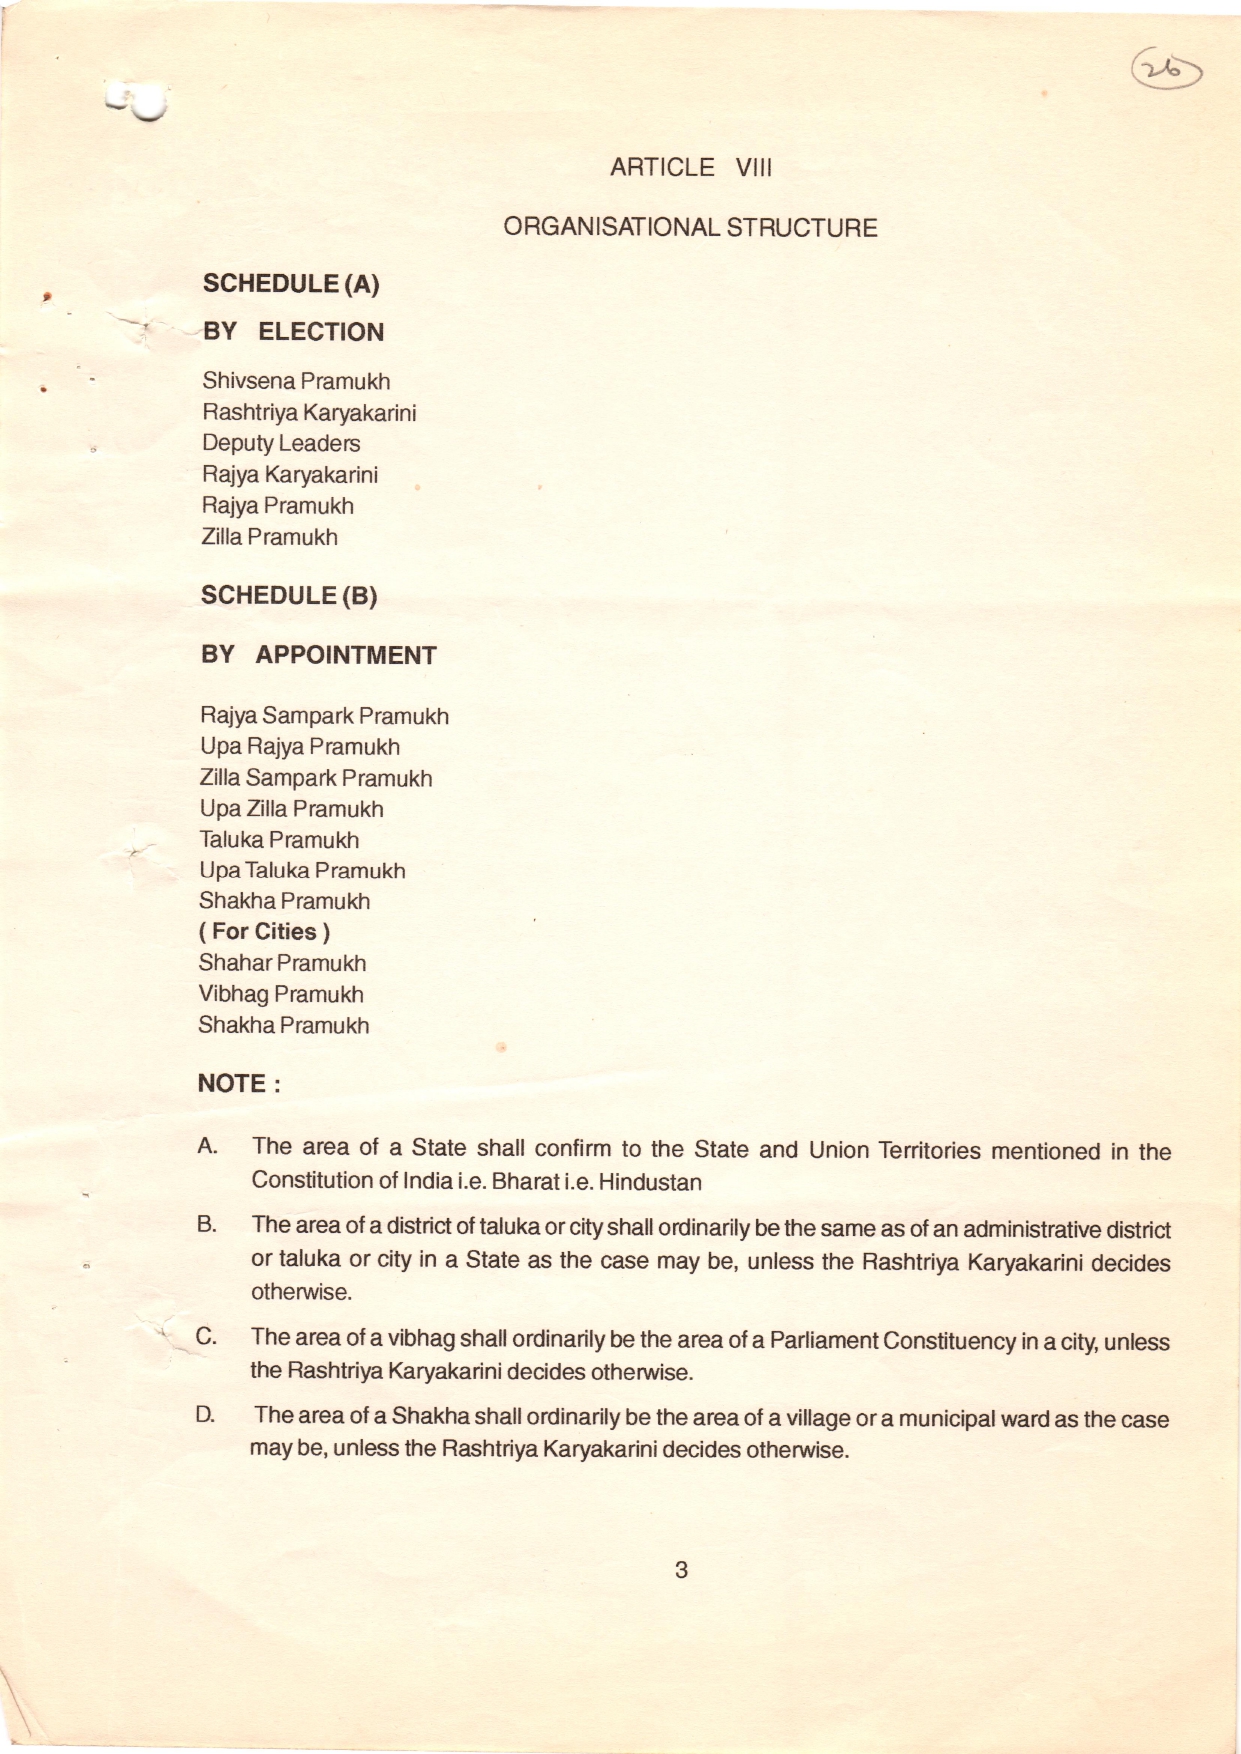 26
ARTICLE VIII
ORGANISATIONAL STRUCTURE
SCHEDULE (A)
BY ELECTION
Shivsena Pramukh
Rashtriya Karyakarini
Deputy Leaders
Rajya Karyakarini
Rajya Pramukh
Zilla Pramukh
SCHEDULE (B)
BY APPOINTMENT
Rajya Sampark Pramukh
Upa Rajya Pramukh
Zilla Sampark Pramukh
Upa Zilla Pramukh
Taluka Pramukh
Upa Taluka Pramukh
Shakha Pramukh
( For Cities )
Shahar Pramukh
Vibhag Pramukh
Shakha Pramukh
NOTE :
A. The area of a State shall confirm to the State and Union Territories mentioned in the
Constitution of India i.e. Bharat i.e. Hindustan
B. The area of a district of taluka or city shall ordinarily be the same as of an administrative district
or taluka or city in a State as the case may be, unless the Rashtriya Karyakarini decides
otherwise.
C. The area of a vibhag shall ordinarily be the area of a Parliament Constituency in a city, unless
the Rashtriya Karyakarini decides otherwise.
D. The area of a Shakha shall ordinarily be the area of a village or a municipal ward as the case
may be, unless the Rashtriya Karyakarini decides otherwise.
3